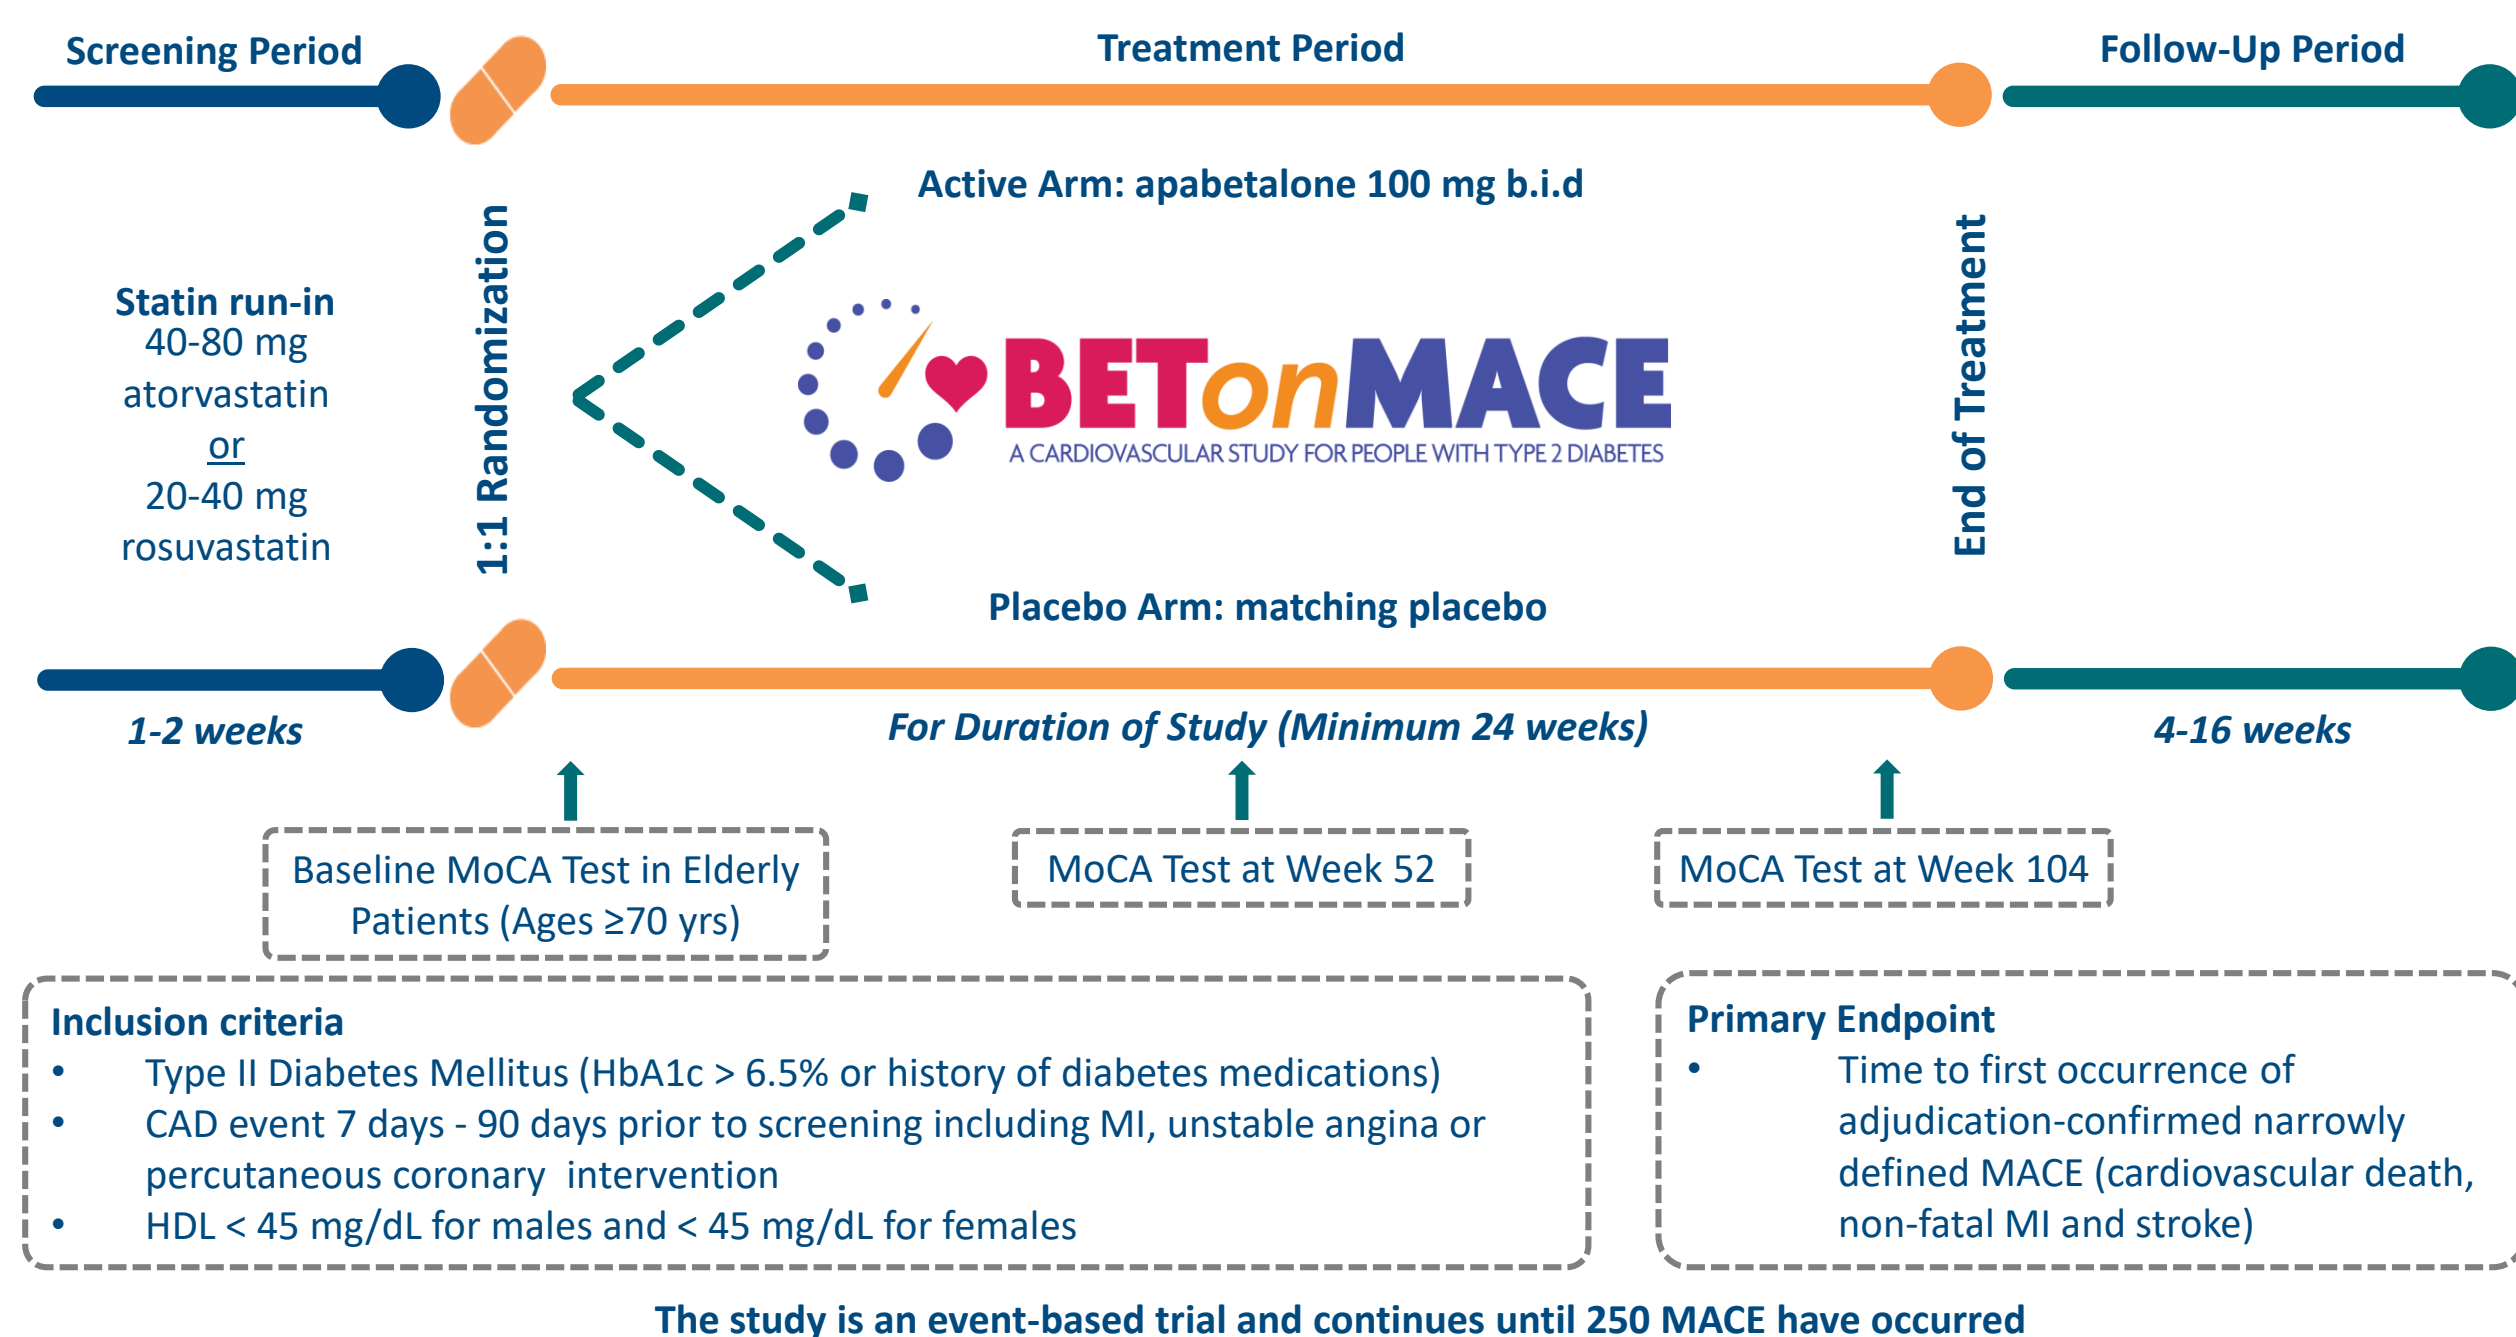 Screening Period
Treatment Period
Follow-Up Period
Active Arm: apabetalone 100 mg b.i.d
Statin run-in
40-80 mg
atorvastatin
or
20-40 mg
rosuvastatin
1:1 Randomization
BETonMACE
A CARDIOVASCULAR STUDY FOR PEOPLE WITH TYPE 2 DIABETES
End of Treatment
Placebo Arm: matching placebo
1-2 weeks
For Duration of Study (Minimum 24 weeks)
4-16 weeks
Baseline MoCA Test in Elderly
Patients (Ages ≥70 yrs)
MoCA Test at Week 52
MoCA Test at Week 104
Inclusion criteria
• Type II Diabetes Mellitus (HbA1c > 6.5% or history of diabetes medications)
• CAD event 7 days - 90 days prior to screening including MI, unstable angina or
percutaneous coronary intervention
• HDL < 45 mg/dL for males and < 45 mg/dL for females
Primary Endpoint
• Time to first occurrence of
adjudication-confirmed narrowly
defined MACE (cardiovascular death,
non-fatal MI and stroke)
The study is an event-based trial and continues until 250 MACE have occurred